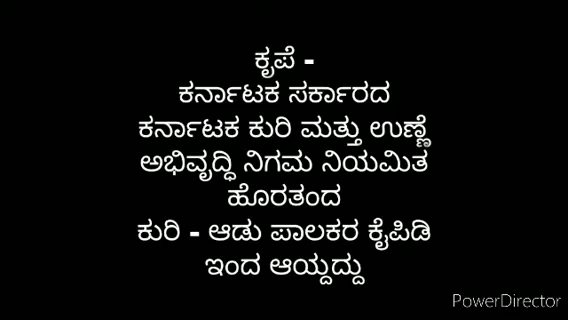 ಕೃಪೆ -
ಕರ್ನಾಟಕ ಸರ್ಕಾರದ
ಕರ್ನಾಟಕ ಕುರಿ ಮತ್ತು ಉಣ್ಣೆ
ಅಭಿವೃದ್ಧಿ ನಿಗಮ ನಿಯಮಿತ
ಹೊರತಂದ
ಕುರಿ - ಆಡು ಪಾಲಕರ ಕೈಪಿಡಿ
ಇಂದ ಆಯ್ದದ್ದು
PowerDirector